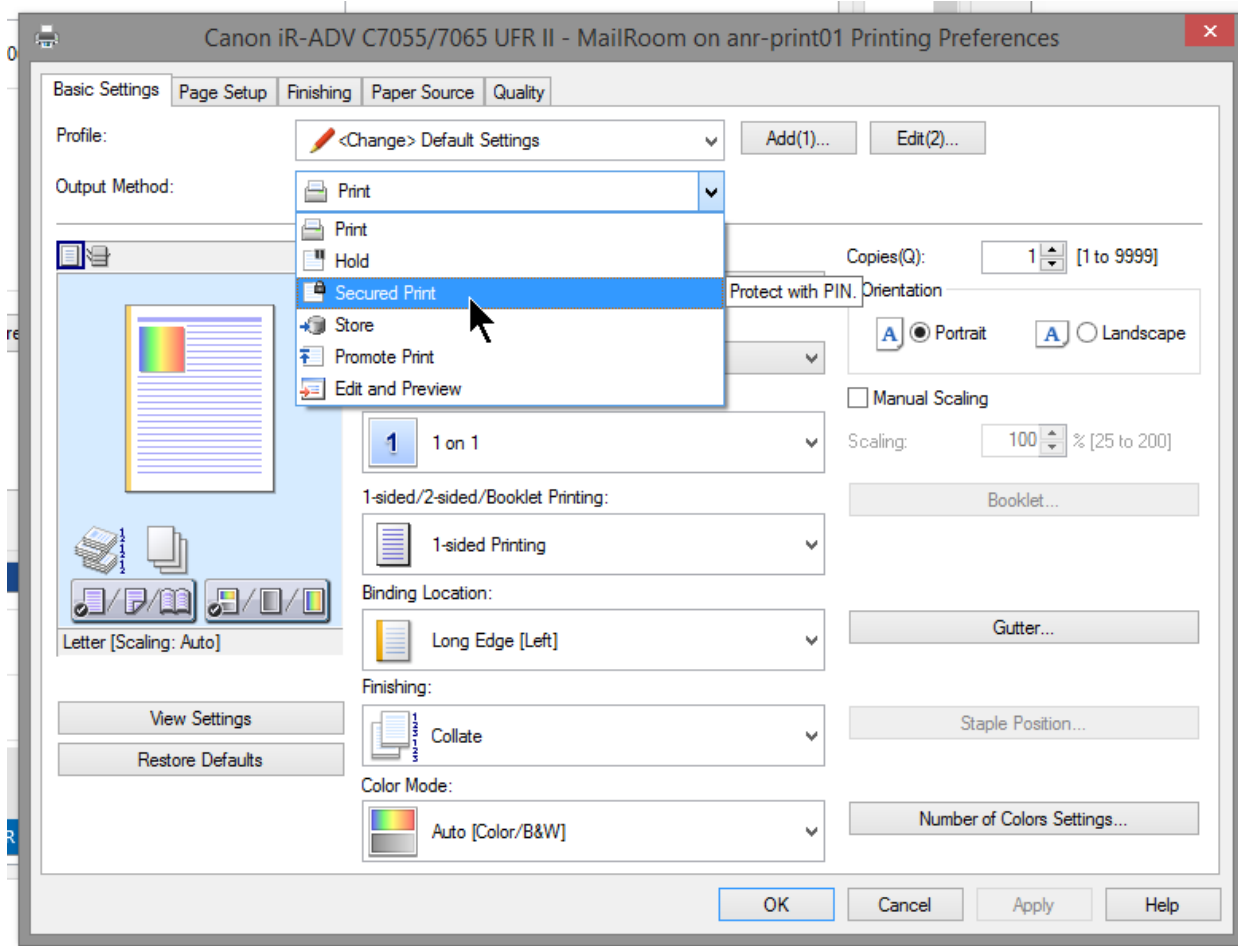 Canon iR-ADV C7055/7065 UFR II - MailRoom on anr-print01 Printing Preferences
Basic Settings Page Setup Finishing Paper Source Quality
Profile:
<Change> Default Settings
Add(1)...
Edit(2)...
Output Method:
Print
Print
Hold
Secured Print
Store
Promote Print
Edit and Preview
Protect with PIN.
Copies(Q):
1 [1 to 9999]
Orientation
A Portrait
A Landscape
Manual Scaling
Scaling:
100 % [25 to 200]
1 1 on 1
Booklet...
1-sided/2-sided/Booklet Printing:
1-sided Printing
Binding Location:
Long Edge [Left]
Gutter...
Letter [Scaling: Auto]
Finishing:
Collate
Staple Position...
View Settings
Restore Defaults
Color Mode:
Auto [Color/B&W]
Number of Colors Settings...
OK
Cancel
Apply
Help